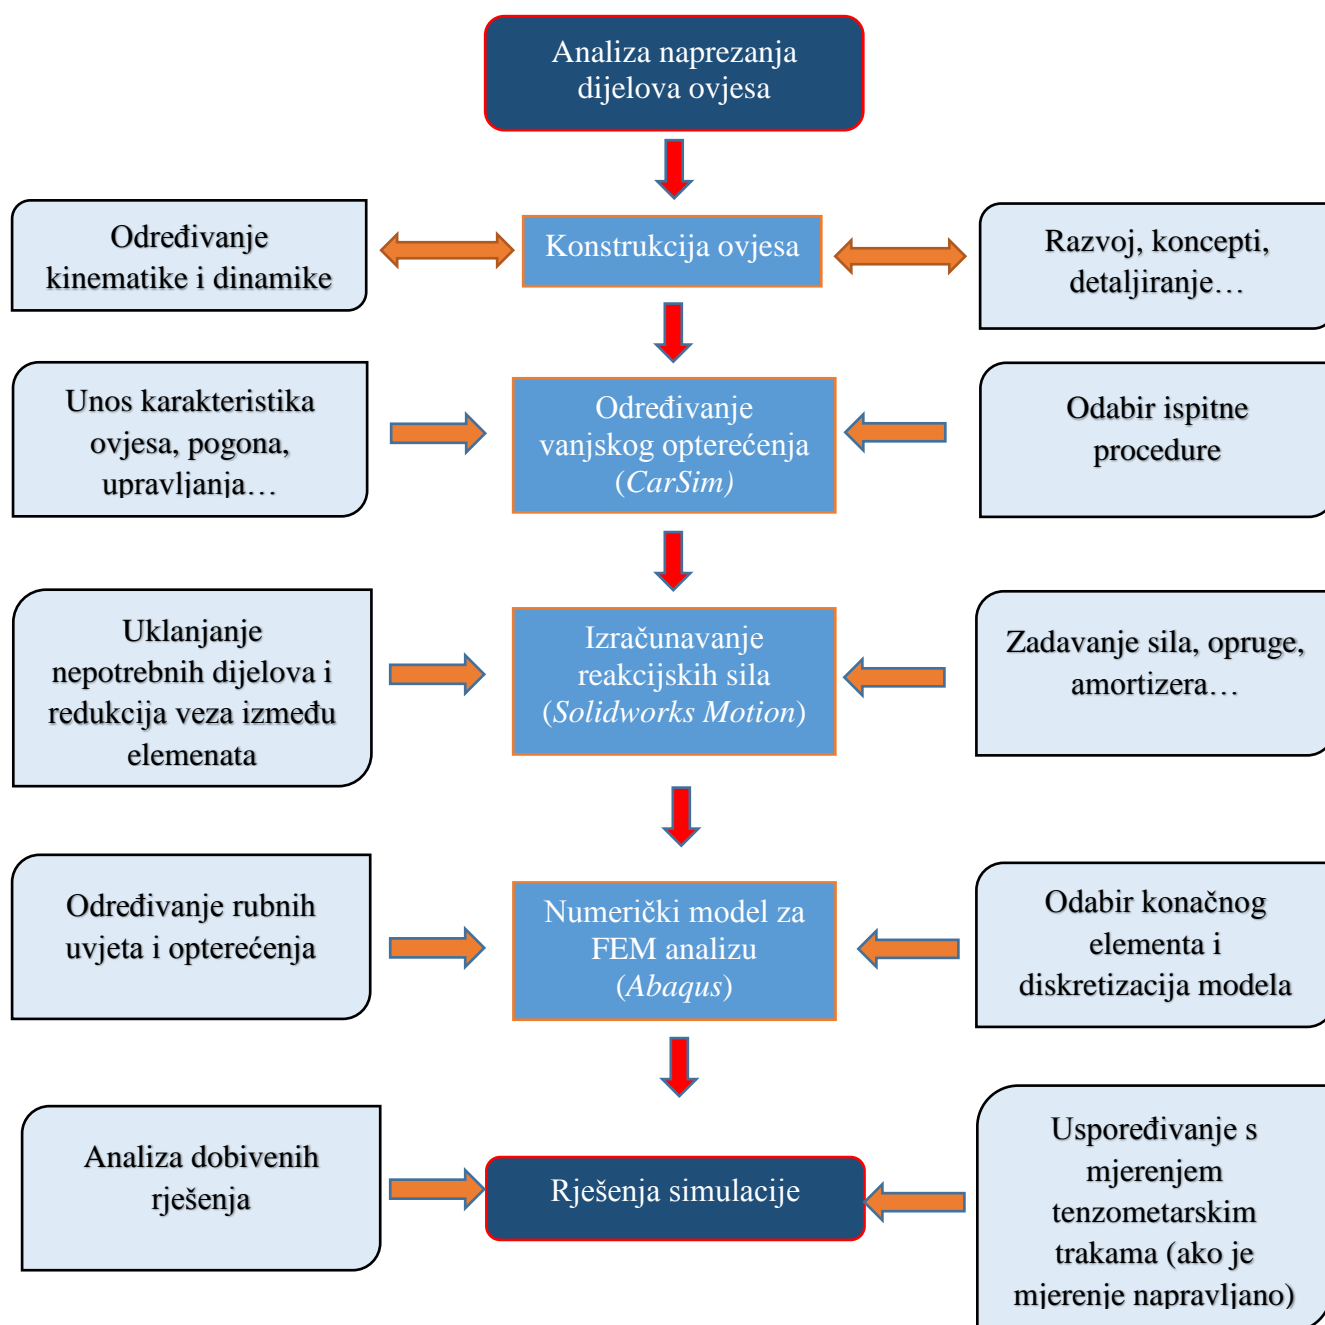 Analiza naprezanja
dijelova ovjesa
Određivanje
kinematike i dinamike
Konstrukcija ovjesa
Razvoj, koncepti,
detaljiranje…
Unos karakteristika
ovjesa, pogona,
upravljanja…
Određivanje
vanjskog opterećenja
(CarSim)
Odabir ispitne
procedure
Uklanjanje
nepotrebnih dijelova i
redukcija veza između
elemenata
Izračunavanje
reakcijskih sila
(Solidworks Motion)
Zadavanje sila, opruge,
amortizera…
Određivanje rubnih
uvjeta i opterećenja
Numerički model za
FEM analizu
(Abaqus)
Odabir konačnog
elementa i
diskretizacija modela
Analiza dobivenih
rješenja
Rješenja simulacije
Uspoređivanje s
mjerenjem
tenzometarskim
trakama (ako je
mjerenje napravljano)